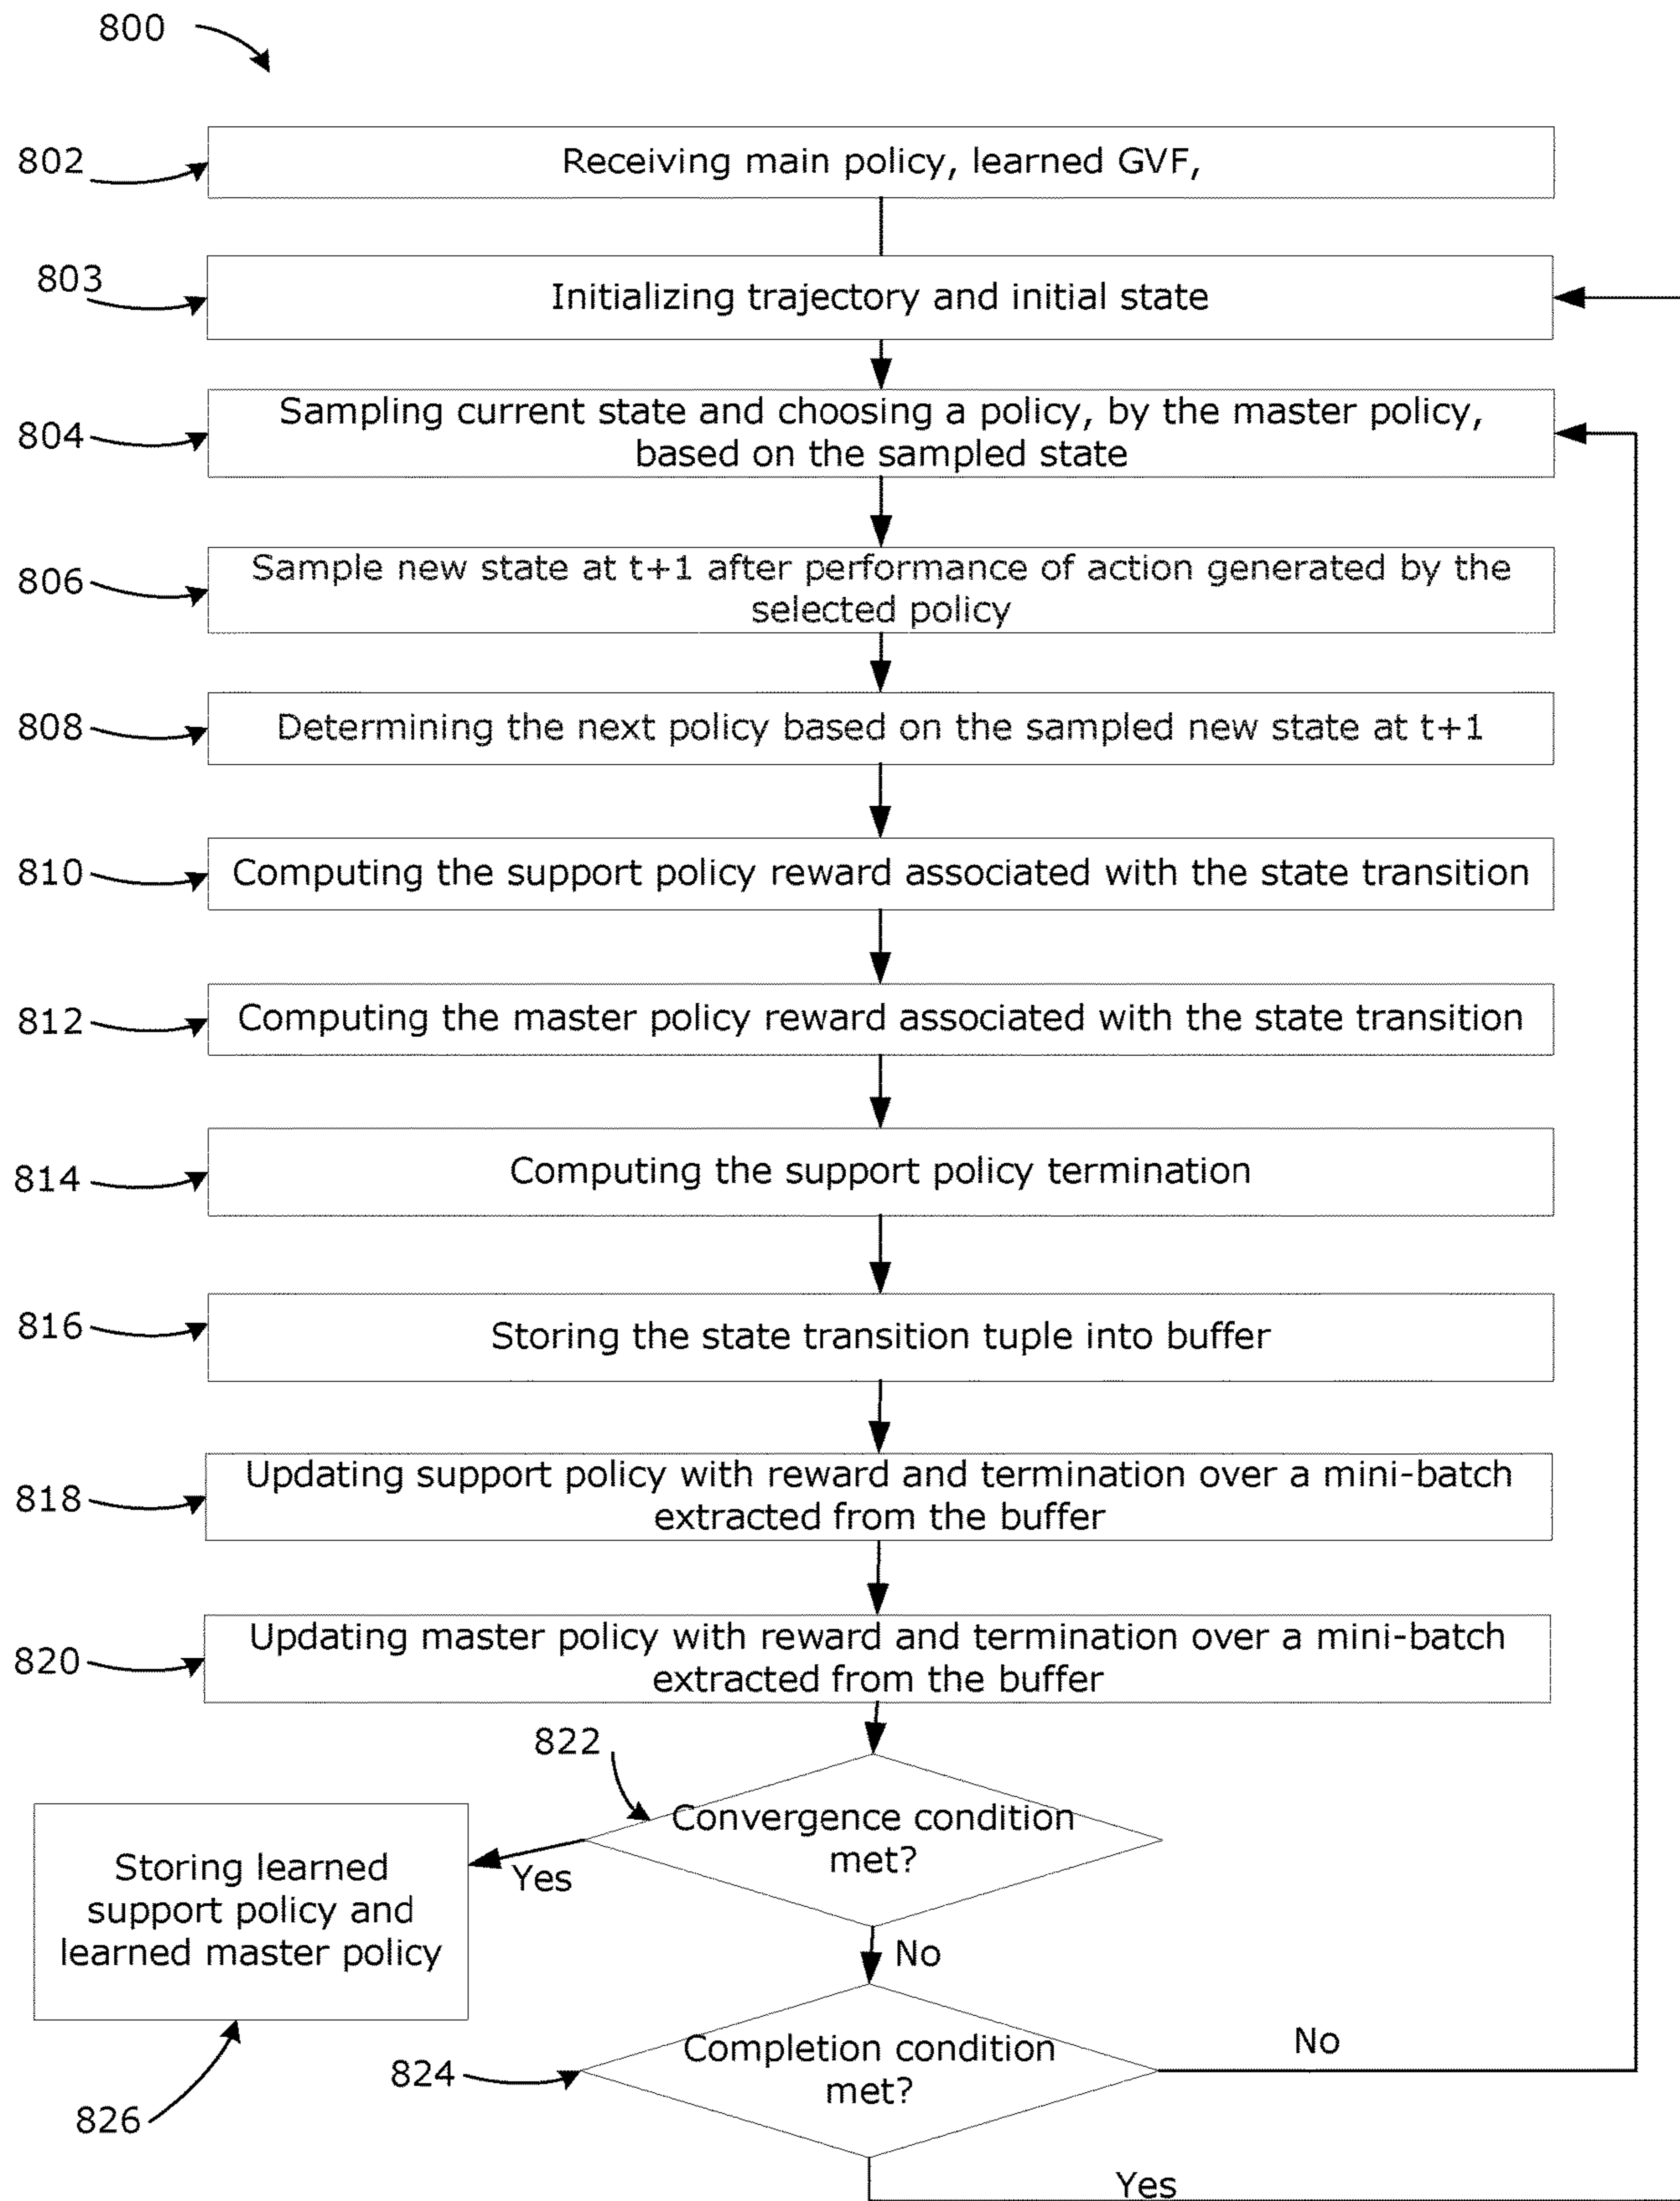 800
802
Receiving main policy, learned GVF,
803
Initializing trajectory and initial state
804
Sampling current state and choosing a policy, by the master policy,
based on the sampled state
806
Sample new state at t+1 after performance of action generated by the
selected policy
808
Determining the next policy based on the sampled new state at t+1
810
Computing the support policy reward associated with the state transition
812
Computing the master policy reward associated with the state transition
814
Computing the support policy termination
816
Storing the state transition tuple into buffer
818
Updating support policy with reward and termination over a mini-batch
extracted from the buffer
820
Updating master policy with reward and termination over a mini-batch
extracted from the buffer
822
Convergence condition
met?
Yes
Storing learned
support policy and
learned master policy
No
826
824
Completion condition
met?
No
Yes